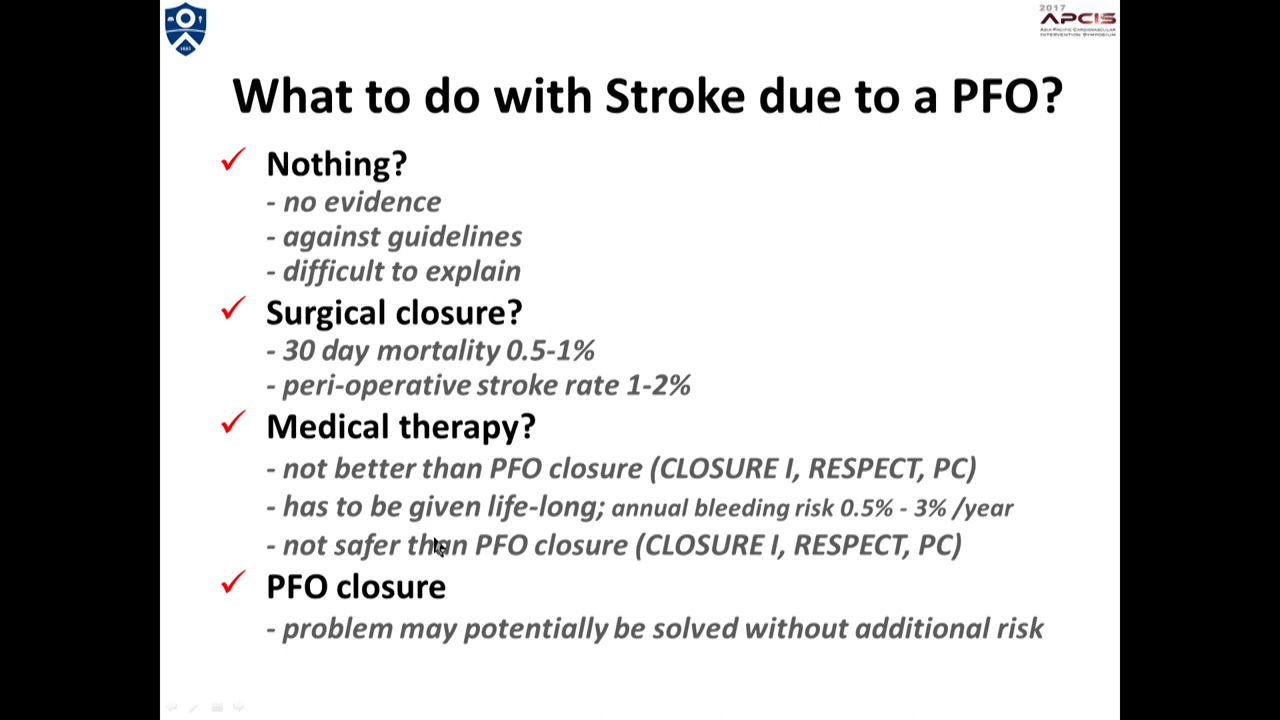 2017
APCIS
ASIA-PACIFIC CARDIOVASCULAR
INTERVENTION SYMPOSIUM
1885
What to do with Stroke due to a PFO?
✓ Nothing?
- no evidence
- against guidelines
- difficult to explain
✓ Surgical closure?
- 30 day mortality 0.5-1%
- peri-operative stroke rate 1-2%
✓ Medical therapy?
- not better than PFO closure (CLOSURE I, RESPECT, PC)
- has to be given life-long; annual bleeding risk 0.5% - 3% /year
- not safer than PFO closure (CLOSURE I, RESPECT, PC)
✓ PFO closure
- problem may potentially be solved without additional risk